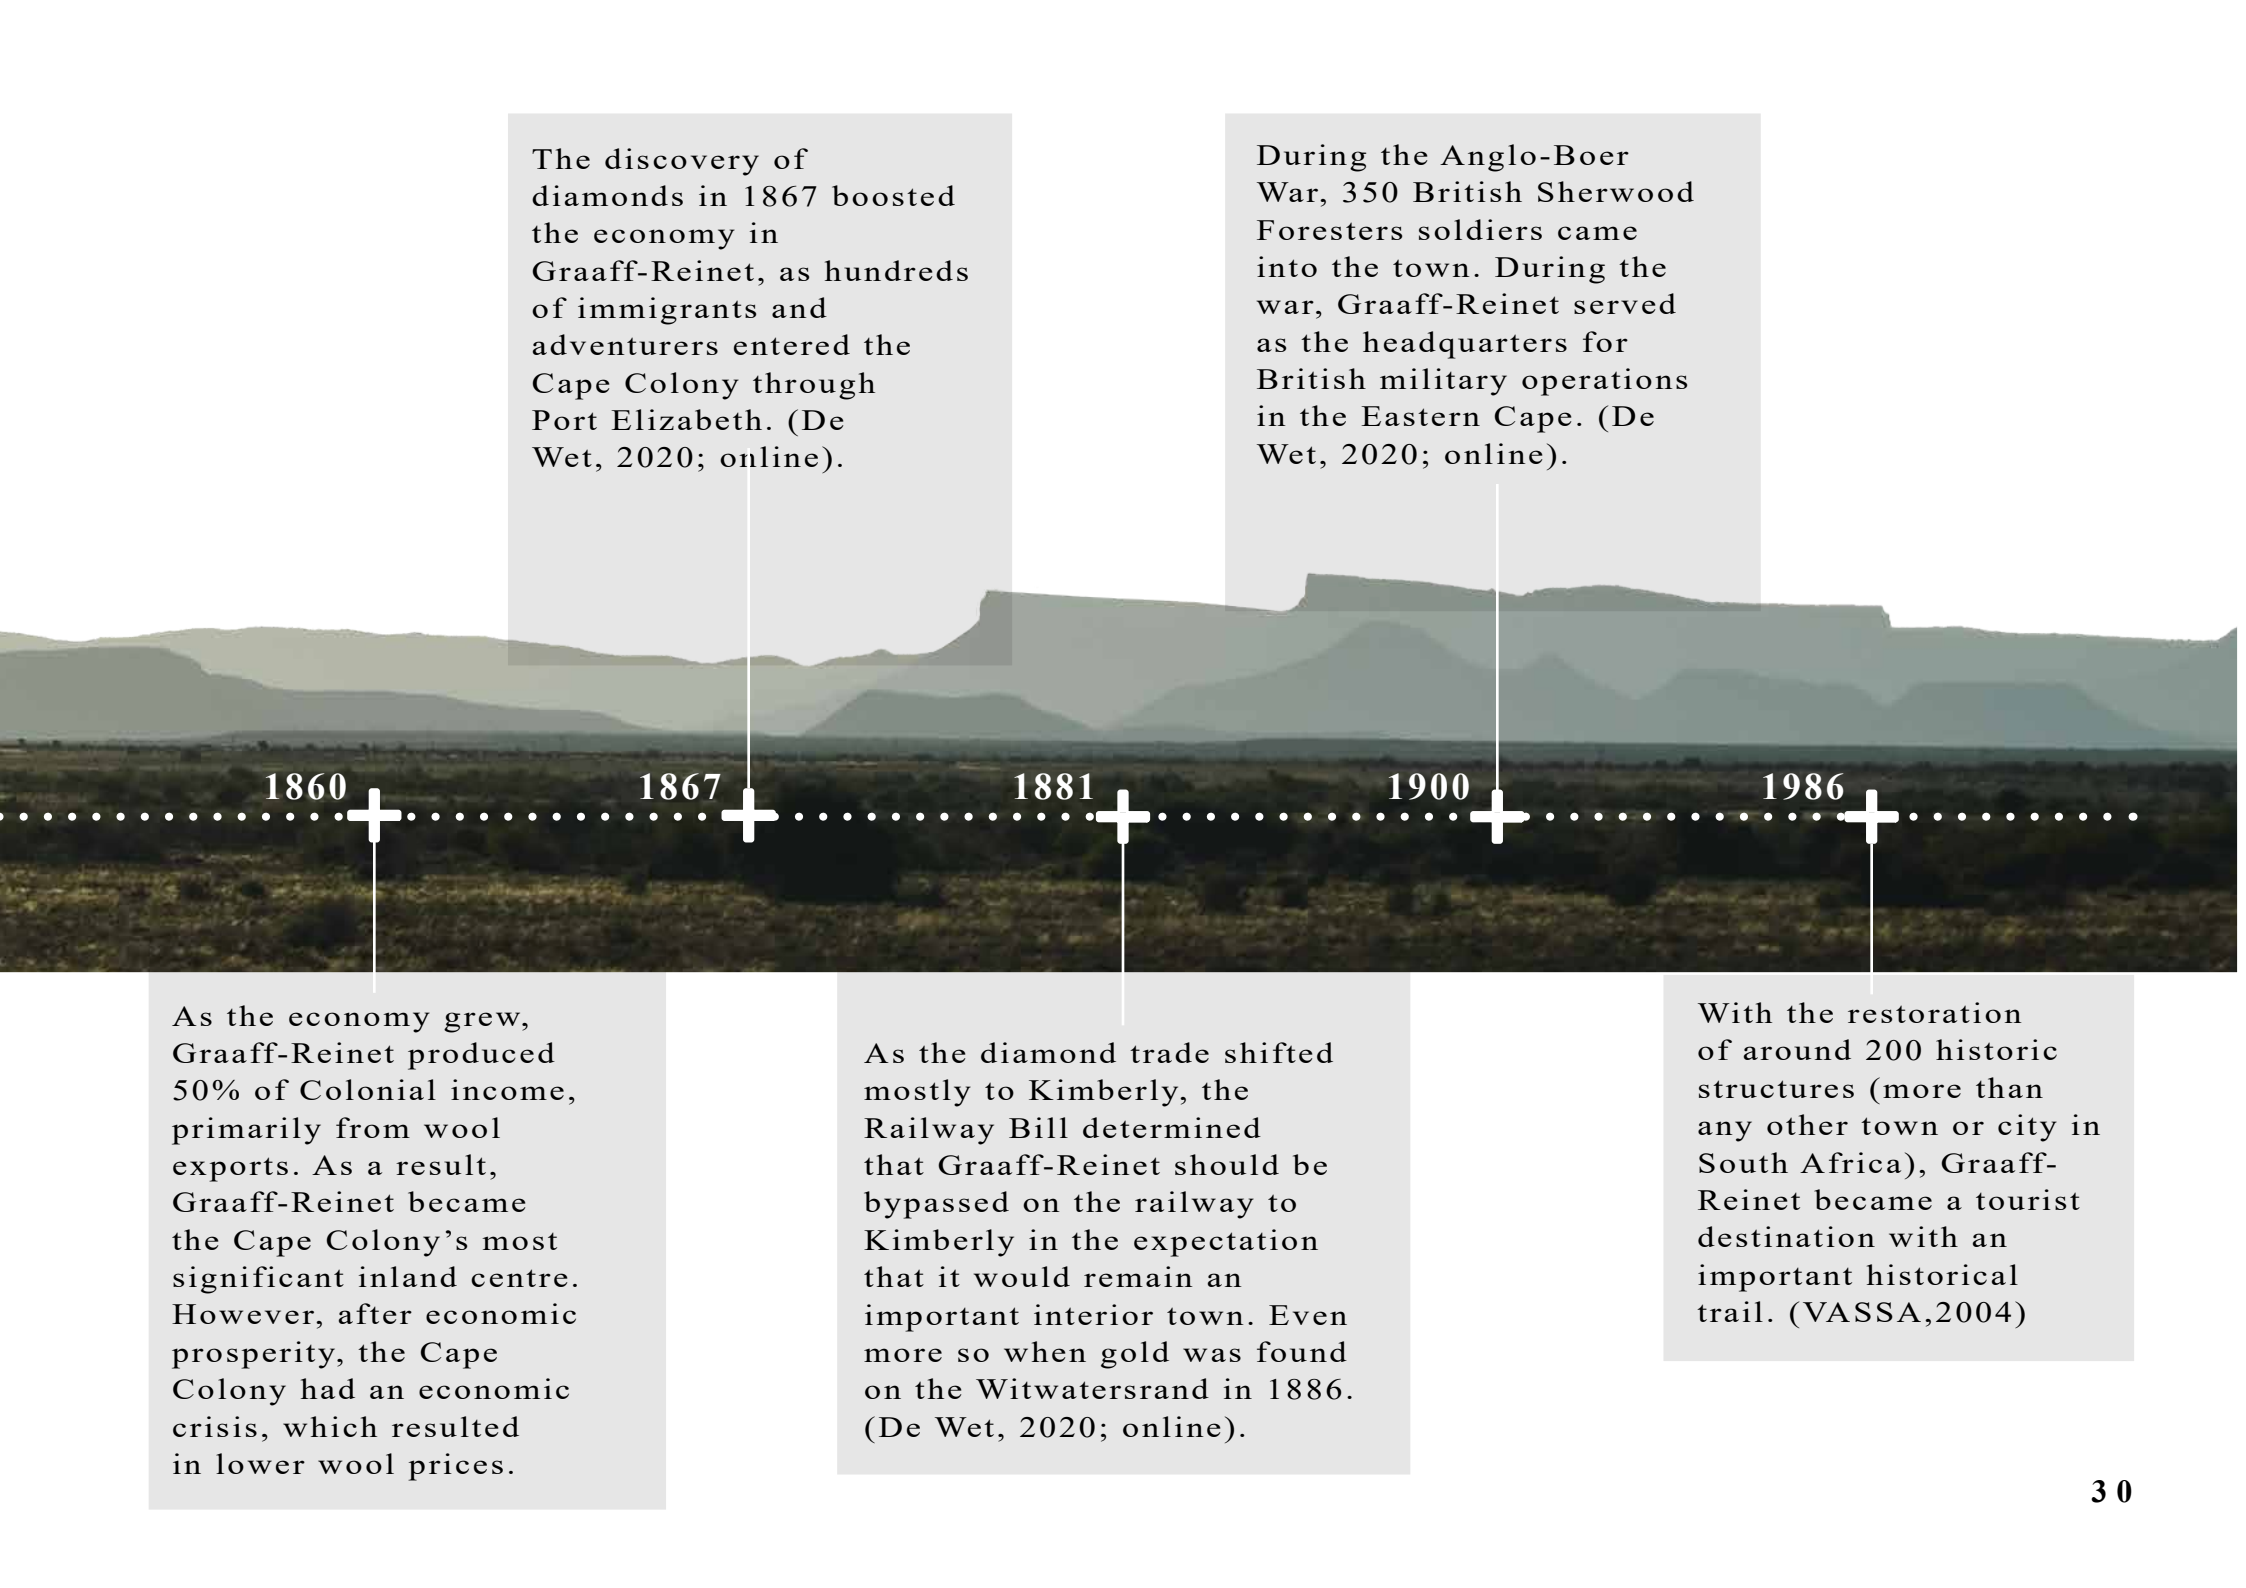 The discovery of
diamonds in 1867 boosted
the economy in
Graaff-Reinet, as hundreds
of immigrants and
adventurers entered the
Cape Colony through
Port Elizabeth. (De
Wet, 2020; online).
During the Anglo-Boer
War, 350 British Sherwood
Foresters soldiers came
into the town. During the
war, Graaff-Reinet served
as the headquarters for
British military operations
in the Eastern Cape. (De
Wet, 2020; online).
1860
1867
1881
1900
1986
As the economy grew,
Graaff-Reinet produced
50% of Colonial income,
primarily from wool
exports. As a result,
Graaff-Reinet became
the Cape Colony’s most
significant inland centre.
However, after economic
prosperity, the Cape
Colony had an economic
crisis, which resulted
in lower wool prices.
As the diamond trade shifted
mostly to Kimberly, the
Railway Bill determined
that Graaff-Reinet should be
bypassed on the railway to
Kimberly in the expectation
that it would remain an
important interior town. Even
more so when gold was found
on the Witwatersrand in 1886.
(De Wet, 2020; online).
With the restoration
of around 200 historic
structures (more than
any other town or city in
South Africa), Graaff-
Reinet became a tourist
destination with an
important historical
trail. (VASSA,2004)
30